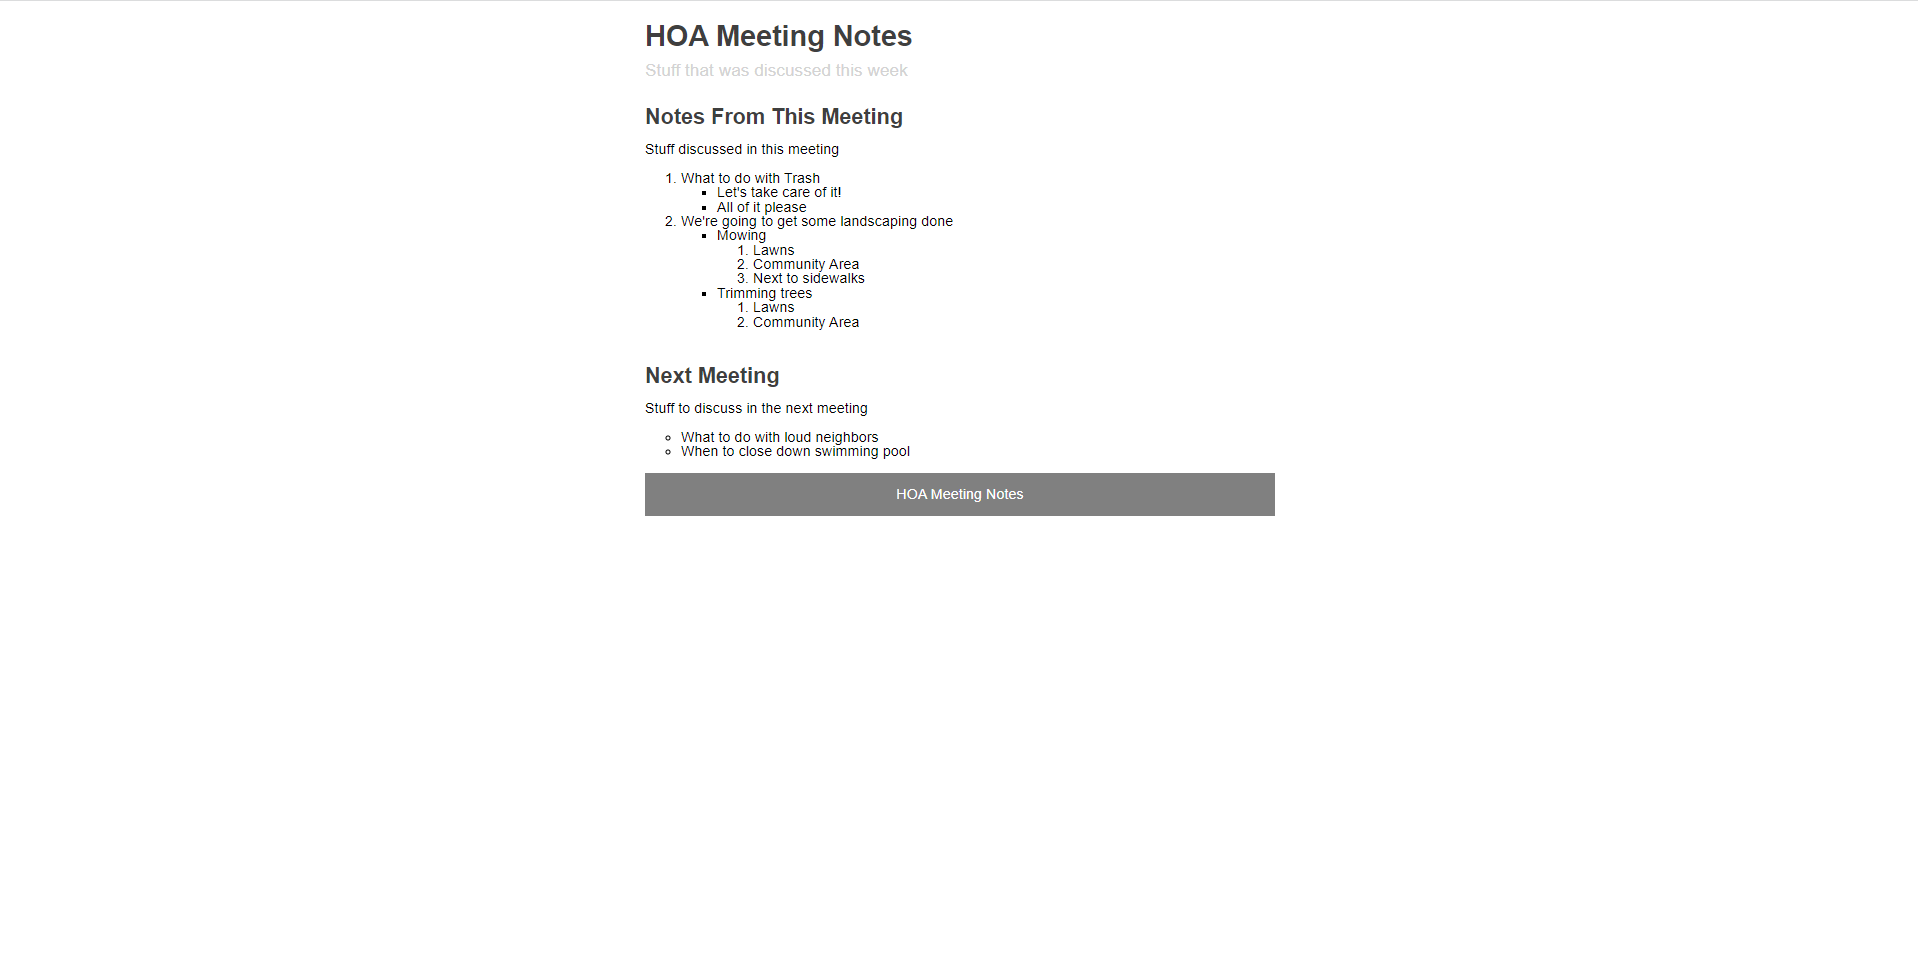 HOA Meeting Notes
Stuff that was discussed this week
Notes From This Meeting
Stuff discussed in this meeting
1. What to do with Trash
▪ Let's take care of it!
▪ All of it please
2. We're going to get some landscaping done
▪ Mowing
1. Lawns
2. Community Area
3. Next to sidewalks
▪ Trimming trees
1. Lawns
2. Community Area
Next Meeting
Stuff to discuss in the next meeting
◦ What to do with loud neighbors
◦ When to close down swimming pool
HOA Meeting Notes